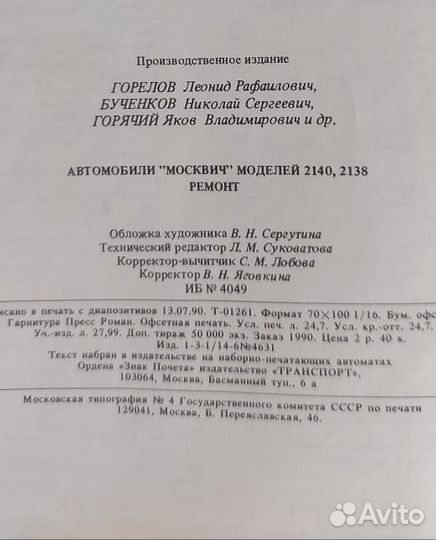 Производственное издание
ГОРЕЛОВ Леонид Рафаилович,
БУЧЕНКОВ Николай Сергеевич,
ГОРЯЧИЙ Яков Владимирович и др.
АВТОМОБИЛИ "МОСКВИЧ" МОДЕЛЕЙ 2140, 2138
РЕМОНТ
Обложка художника В. Н. Сергутина
Технический редактор Л. М. Суковатова
Корректор-вычитчик С. М. Лобова
Корректор В. Н. Яговкина
ИБ № 4049
писано в печать с диапозитивов 13.07.90. Т-01261. Формат 70×100 1/16. Бум. офс
Гарнитура Пресс Роман. Офсетная печать. Усл. печ. л. 24,7. Усл. кр.-отт. 24,7.
Уч.-изд. л. 27,99. Доп. тираж 50 000 экз. Заказ 1990. Цена 2 р. 40 к.
Изд. 1-3-1/14-6№4631
Текст набран в издательстве на наборно-печатающих автоматах
Ордена «Знак Почета» издательство «ТРАНСПОРТ»,
103064, Москва, Басманный туп., 6 а
Московская типография № 4 Государственного комитета СССР по печати
129041, Москва, Б. Переяславская, 46.
Avito